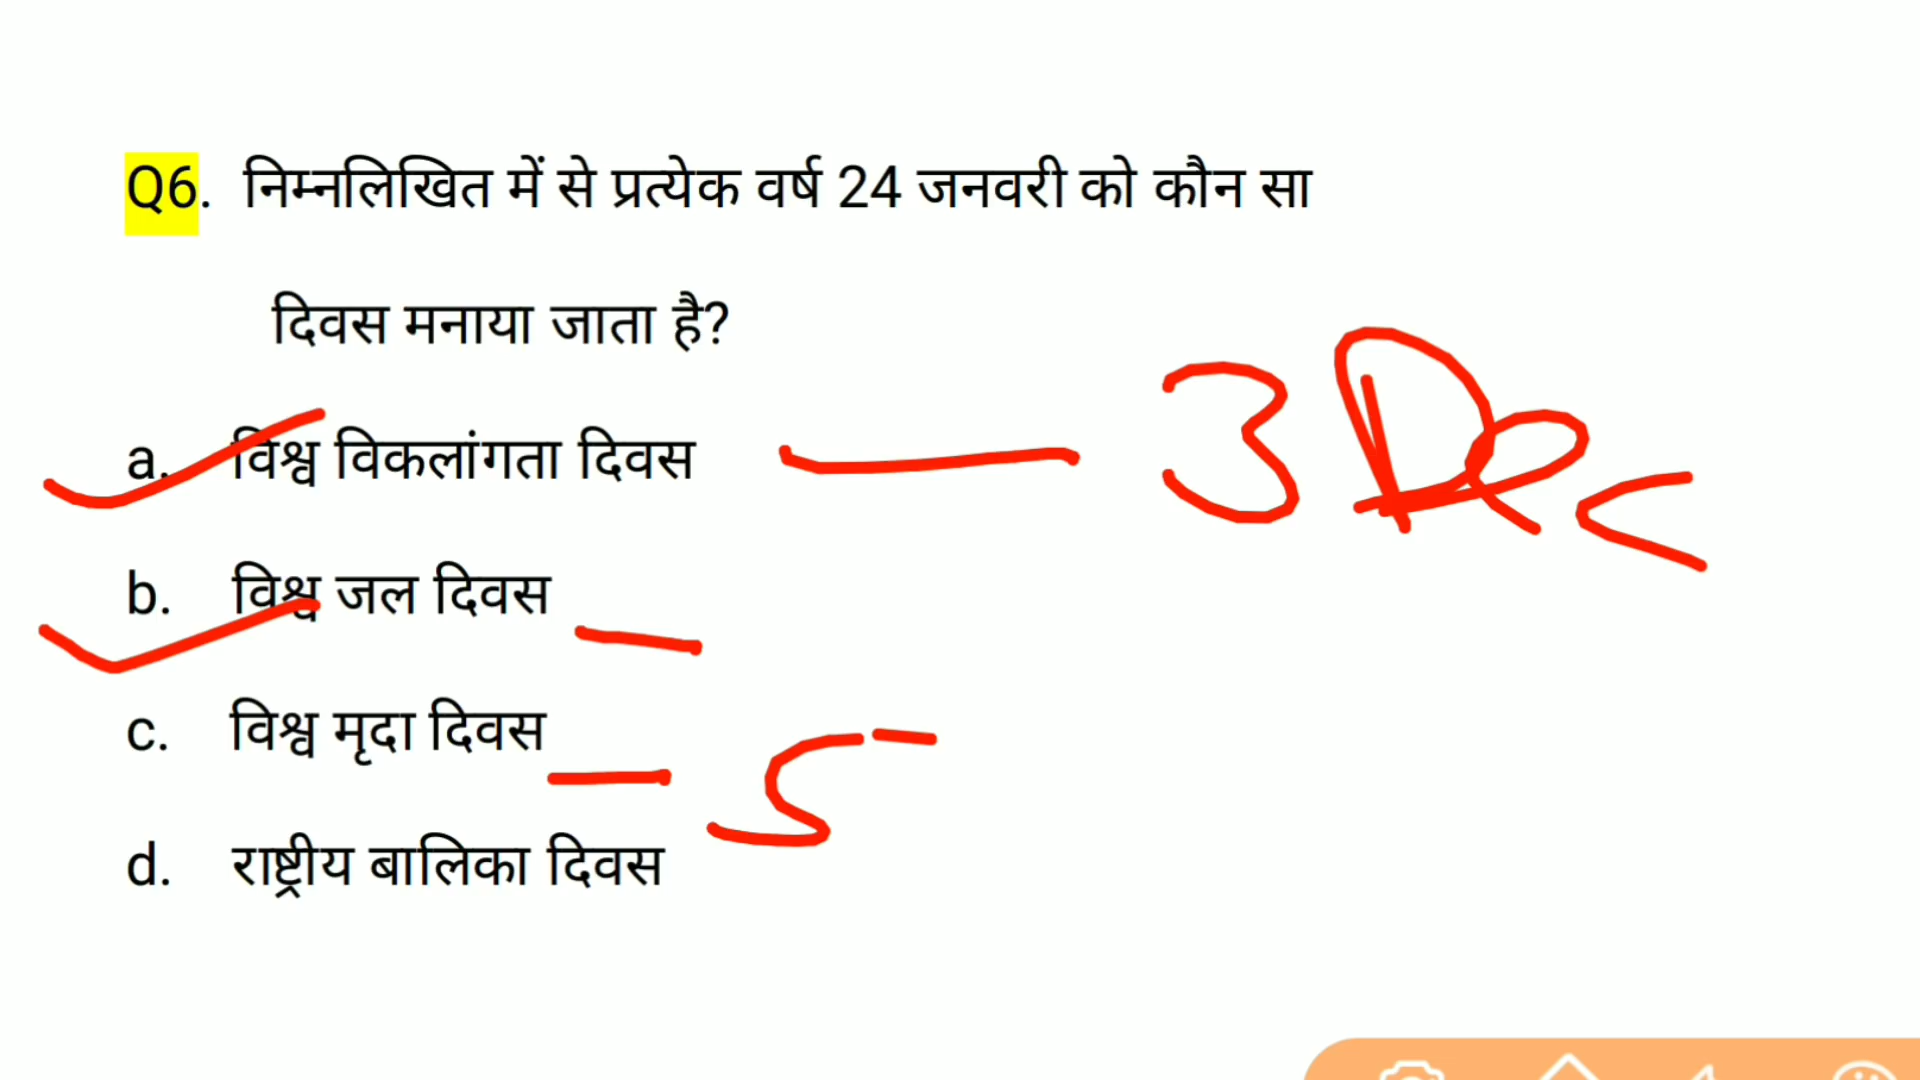 Q6. निम्नलिखित में से प्रत्येक वर्ष 24 जनवरी को कौन सा
दिवस मनाया जाता है?
a. विश्व विकलांगता दिवस 3 Dec
b. विश्व जल दिवस
c. विश्व मृदा दिवस 5
d. राष्ट्रीय बालिका दिवस